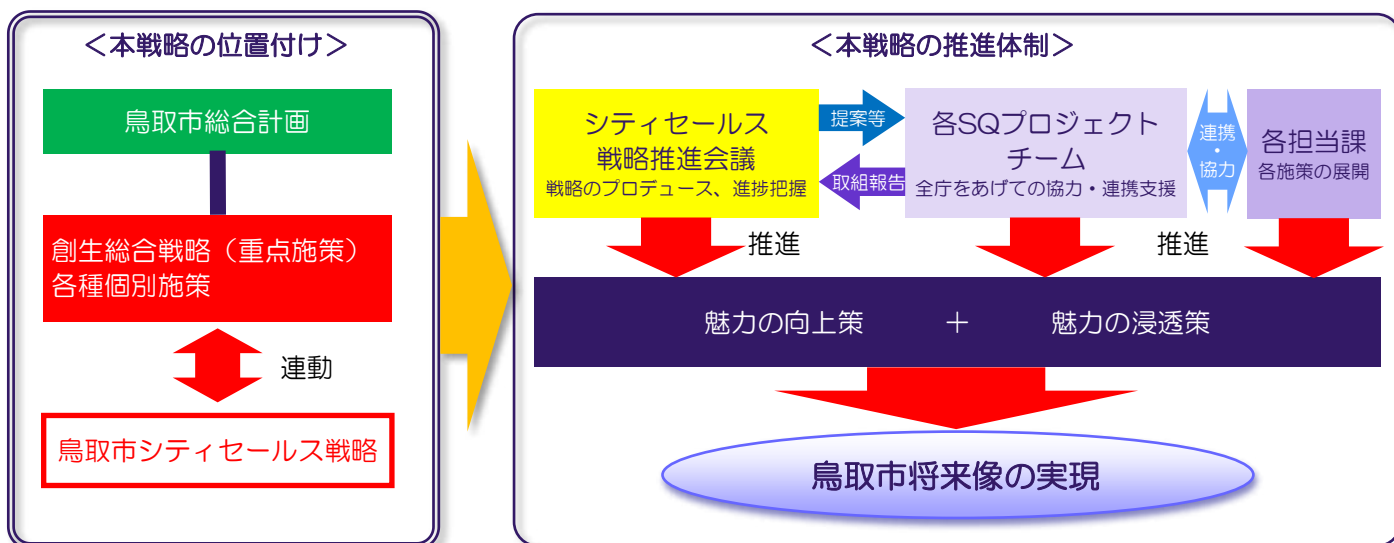 ＜本戦略の位置付け＞
鳥取市総合計画
創生総合戦略（重点施策）
各種個別施策
連動
鳥取市シティセールス戦略
＜本戦略の推進体制＞
シティセールス
戦略推進会議
戦略のプロデュース、進捗把握
提案等
取組報告
各SQプロジェクト
チーム
全庁をあげての協力・連携支援
連携
・
協力
各担当課
各施策の展開
推進
推進
魅力の向上策　＋　魅力の浸透策
鳥取市将来像の実現